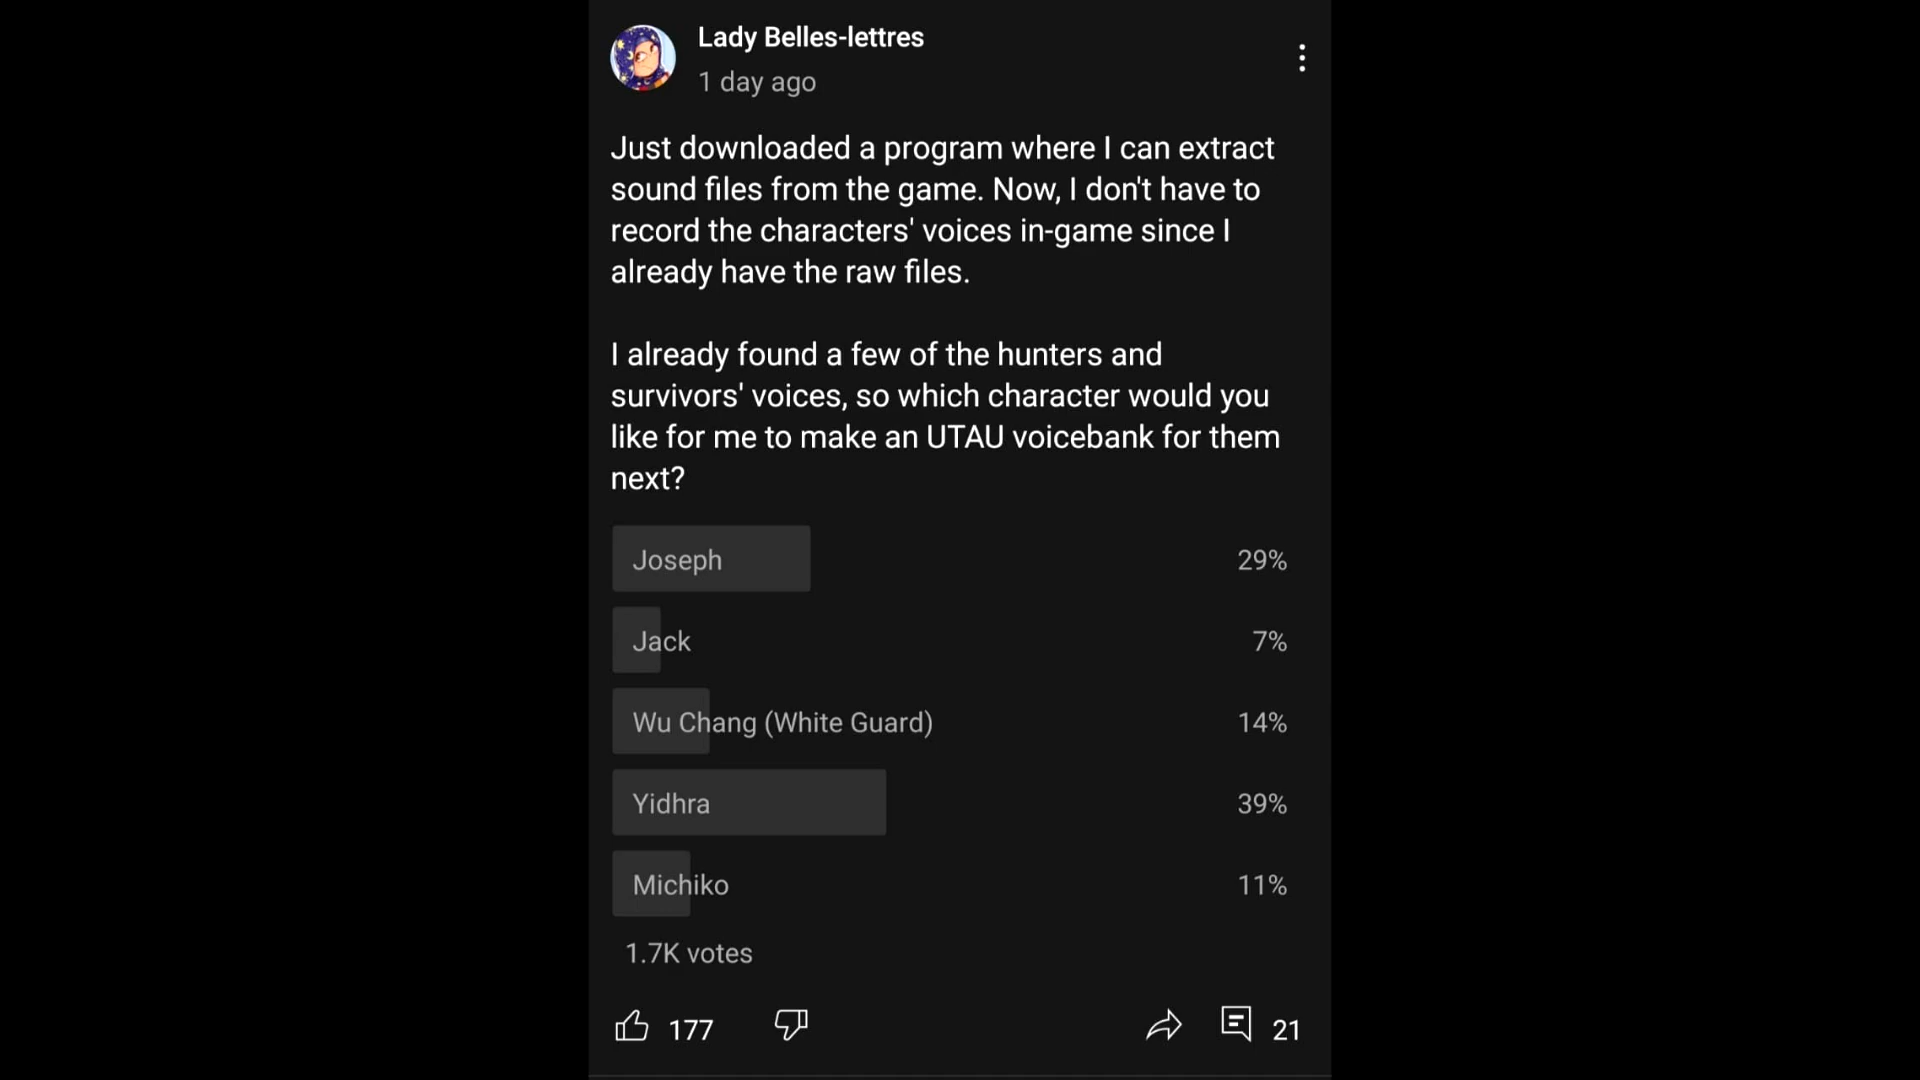 Lady Belles-lettres
1 day ago
Just downloaded a program where I can extract
sound files from the game. Now, I don't have to
record the characters' voices in-game since I
already have the raw files.
I already found a few of the hunters and
survivors' voices, so which character would you
like for me to make an UTAU voicebank for them
next?
Joseph 29%
Jack 7%
Wu Chang (White Guard) 14%
Yidhra 39%
Michiko 11%
1.7K votes
177 21